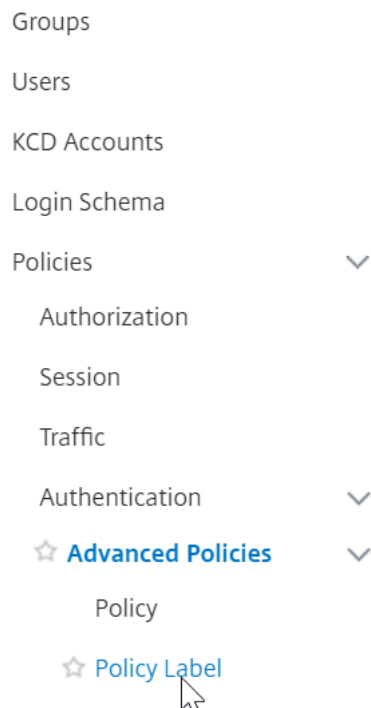 Groups
Users
KCD Accounts
Login Schema
Policies
Authorization
Session
Traffic
Authentication
Advanced Policies
Policy
Policy Label